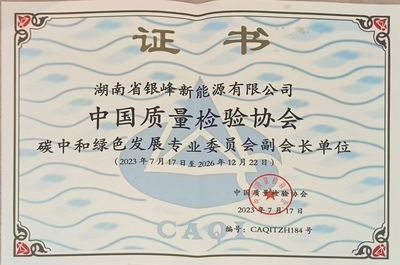 证书
湖南省银峰新能源有限公司
中国质量检验协会
碳中和绿色发展专业委员会副会长单位
(2023年7月17日至2026年12月22日)
中国质量检验协会
2023年7月17日
编号：CAQITZH184号
CAQI